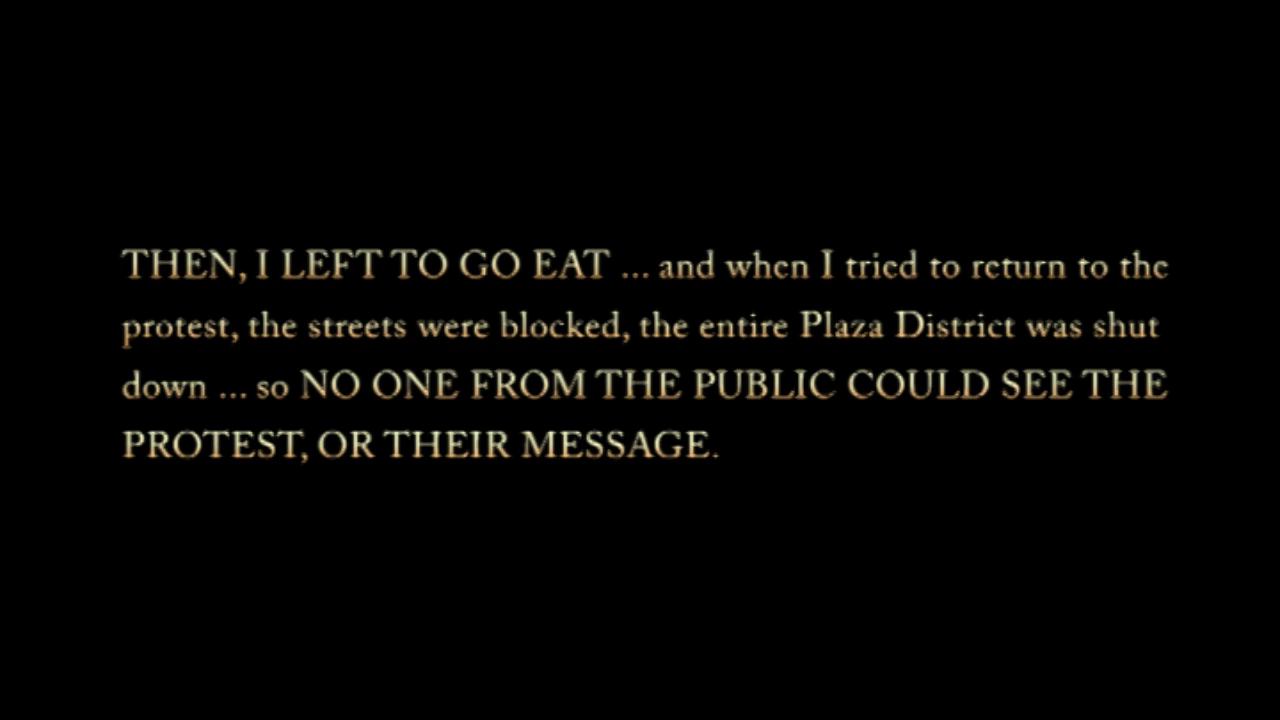 THEN, I LEFT TO GO EAT ... and when I tried to return to the
protest, the streets were blocked, the entire Plaza District was shut
down ... so NO ONE FROM THE PUBLIC COULD SEE THE
PROTEST, OR THEIR MESSAGE.